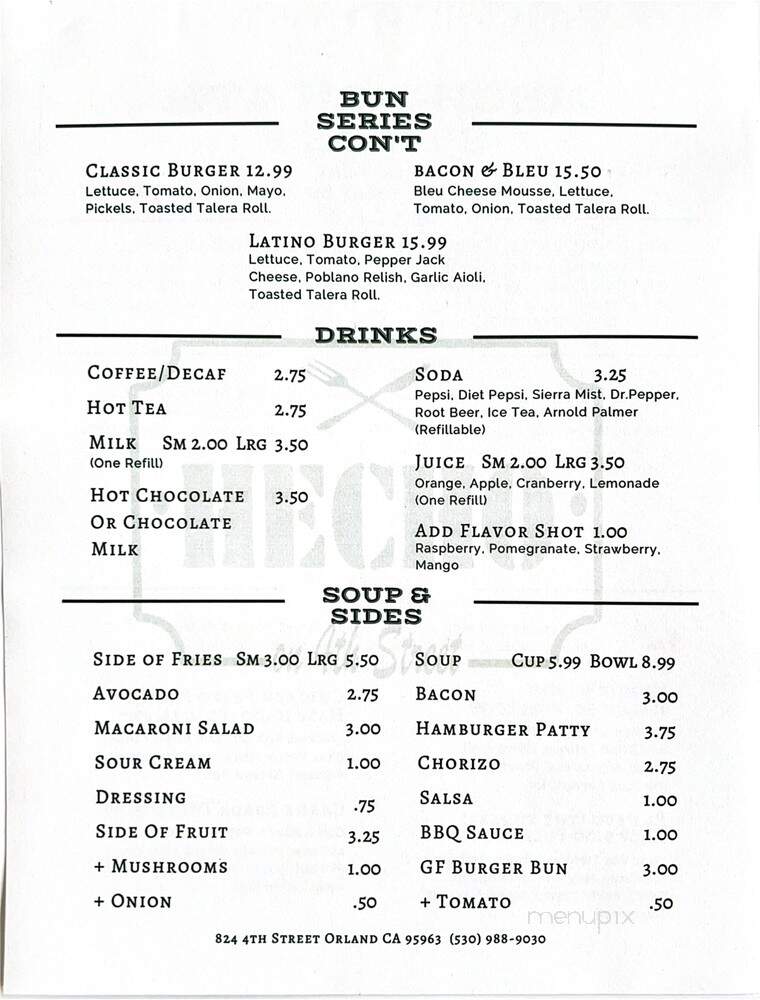 BUN
SERIES
CON'T
CLASSIC BURGER 12.99
Lettuce, Tomato, Onion, Mayo,
Pickels, Toasted Talera Roll.
BACON & BLEU 15.50
Bleu Cheese Mousse, Lettuce,
Tomato, Onion, Toasted Talera Roll.
LATINO BURGER 15.99
Lettuce, Tomato, Pepper Jack
Cheese, Poblano Relish, Garlic Aioli,
Toasted Talera Roll.
DRINKS
COFFEE/DECAF 2.75
HOT TEA 2.75
MILK SM 2.00 LRG 3.50
(One Refill)
HOT CHOCOLATE 3.50
OR CHOCOLATE
MILK
SODA 3.25
Pepsi, Diet Pepsi, Sierra Mist, Dr.Pepper,
Root Beer, Ice Tea, Arnold Palmer
(Refillable)
JUICE SM 2.00 LRG 3.50
Orange, Apple, Cranberry, Lemonade
(One Refill)
ADD FLAVOR SHOT 1.00
Raspberry, Pomegranate, Strawberry,
Mango
HECHO
on 4th Street
SOUP &
SIDES
SIDE OF FRIES SM 3.00 LRG 5.50
AVOCADO 2.75
MACARONI SALAD 3.00
SOUR CREAM 1.00
DRESSING .75
SIDE OF FRUIT 3.25
+ MUSHROOMS 1.00
+ ONION .50
SOUP CUP 5.99 BOWL 8.99
BACON 3.00
HAMBURGER PATTY 3.75
CHORIZO 2.75
SALSA 1.00
BBQ SAUCE 1.00
GF BURGER BUN 3.00
+ TOMATO .50
menupix
824 4TH STREET ORLAND CA 95963 (530) 988-9030